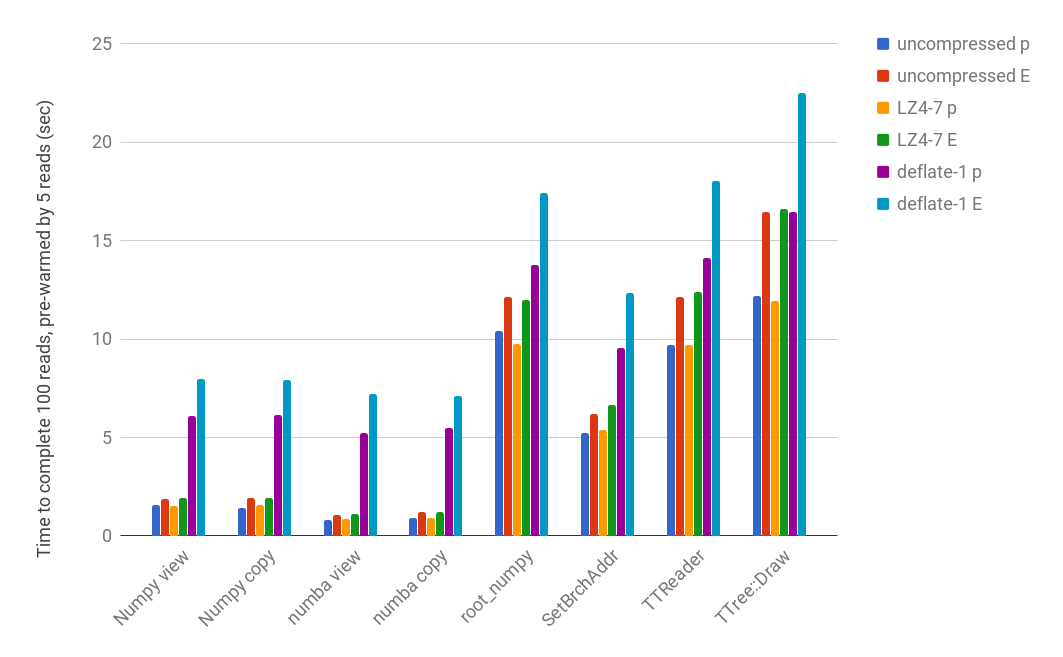 Time to complete 100 reads, pre-warmed by 5 reads (sec)
25
20
15
10
5
0
Numpy view
Numpy copy
numba view
numba copy
root_numpy
SetBrchAddr
TTReader
TTree::Draw
uncompressed p
uncompressed E
LZ4-7 p
LZ4-7 E
deflate-1 p
deflate-1 E